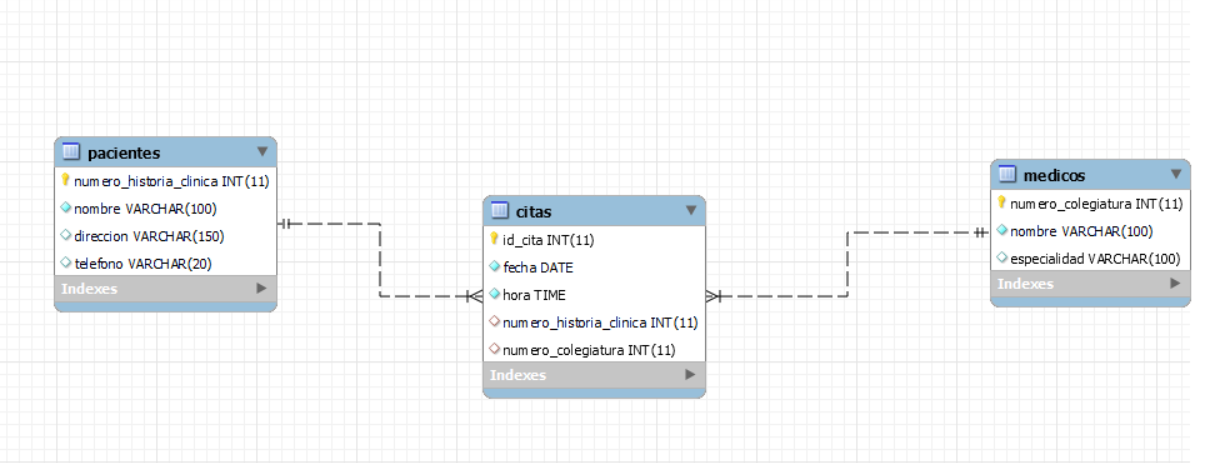 pacientes
numero_historia_clinica INT(11)
nombre VARCHAR(100)
direccion VARCHAR(150)
telefono VARCHAR(20)
Indexes
citas
id_cita INT(11)
fecha DATE
hora TIME
numero_historia_clinica INT(11)
numero_colegiatura INT(11)
Indexes
medicos
numero_colegiatura INT(11)
nombre VARCHAR(100)
especialidad VARCHAR(100)
Indexes